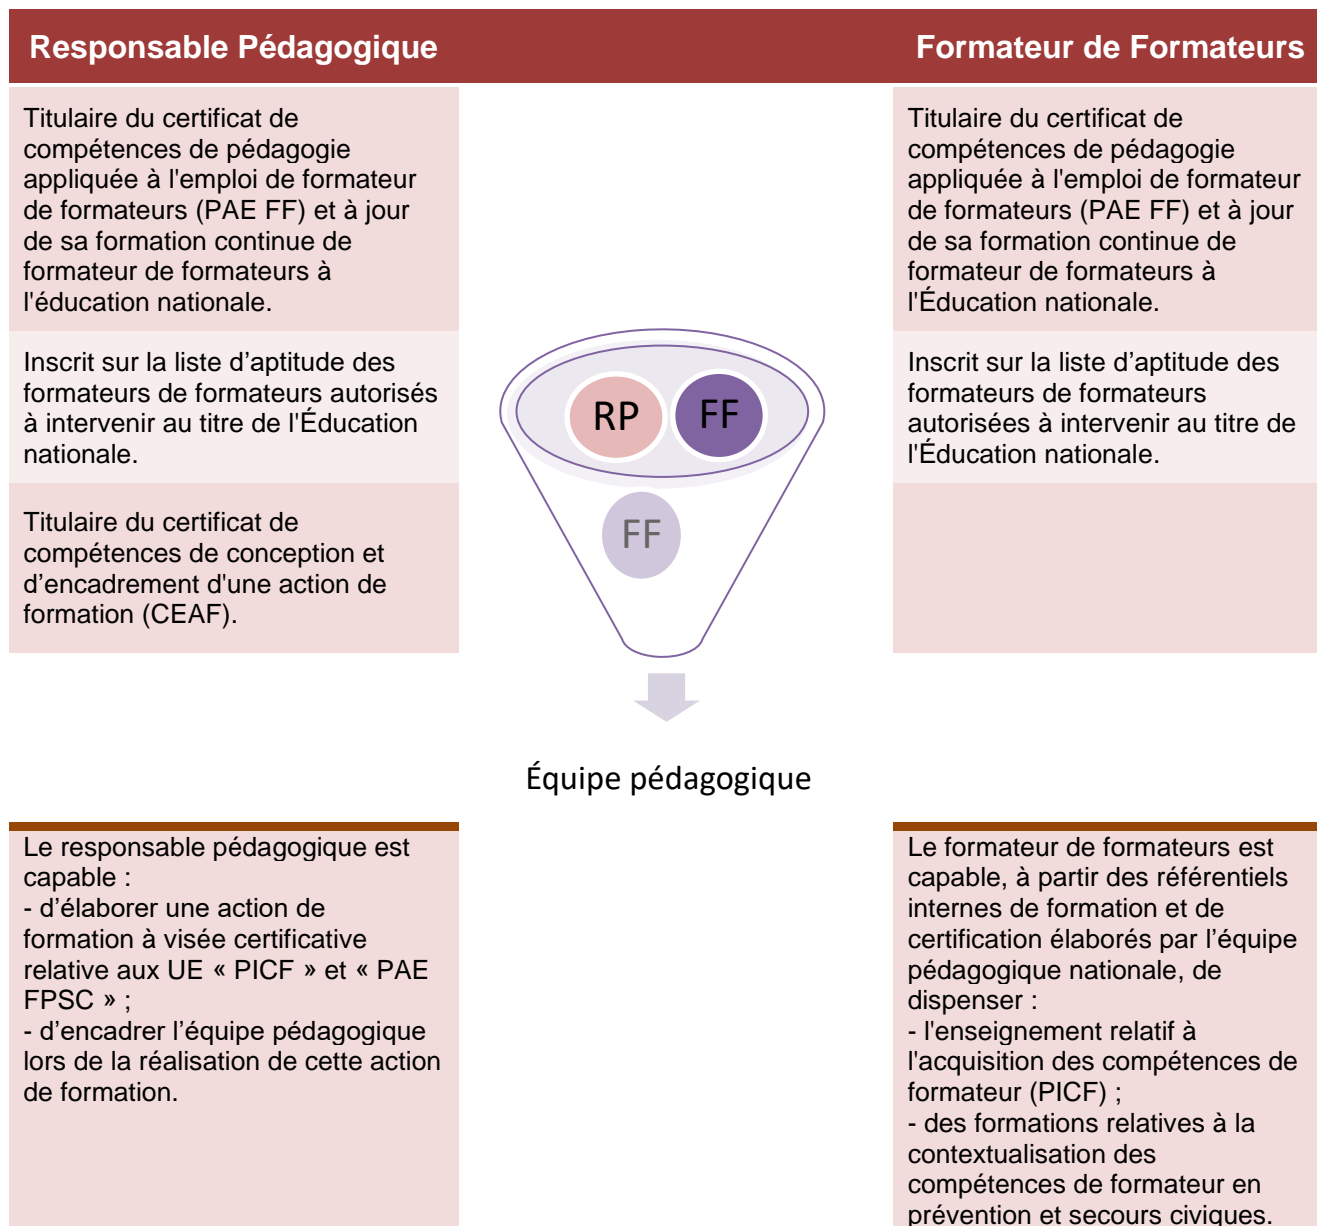 Responsable Pédagogique
Formateur de Formateurs
Titulaire du certificat de
compétences de pédagogie
appliquée à l'emploi de formateur
de formateurs (PAE FF) et à jour
de sa formation continue de
formateur de formateurs à
l'éducation nationale.
Titulaire du certificat de
compétences de pédagogie
appliquée à l'emploi de formateur
de formateurs (PAE FF) et à jour
de sa formation continue de
formateur de formateurs à
l'Éducation nationale.
Inscrit sur la liste d’aptitude des
formateurs de formateurs autorisés
à intervenir au titre de l'Éducation
nationale.
Inscrit sur la liste d’aptitude des
formateurs de formateurs
autorisées à intervenir au titre de
l'Éducation nationale.
Titulaire du certificat de
compétences de conception et
d’encadrement d'une action de
formation (CEAF).
RP
FF
FF
Équipe pédagogique
Le responsable pédagogique est
capable :
- d’élaborer une action de
formation à visée certificative
relative aux UE « PICF » et « PAE
FPSC » ;
- d’encadrer l’équipe pédagogique
lors de la réalisation de cette action
de formation.
Le formateur de formateurs est
capable, à partir des référentiels
internes de formation et de
certification élaborés par l’équipe
pédagogique nationale, de
dispenser :
- l'enseignement relatif à
l'acquisition des compétences de
formateur (PICF) ;
- des formations relatives à la
contextualisation des
compétences de formateur en
prévention et secours civiques.